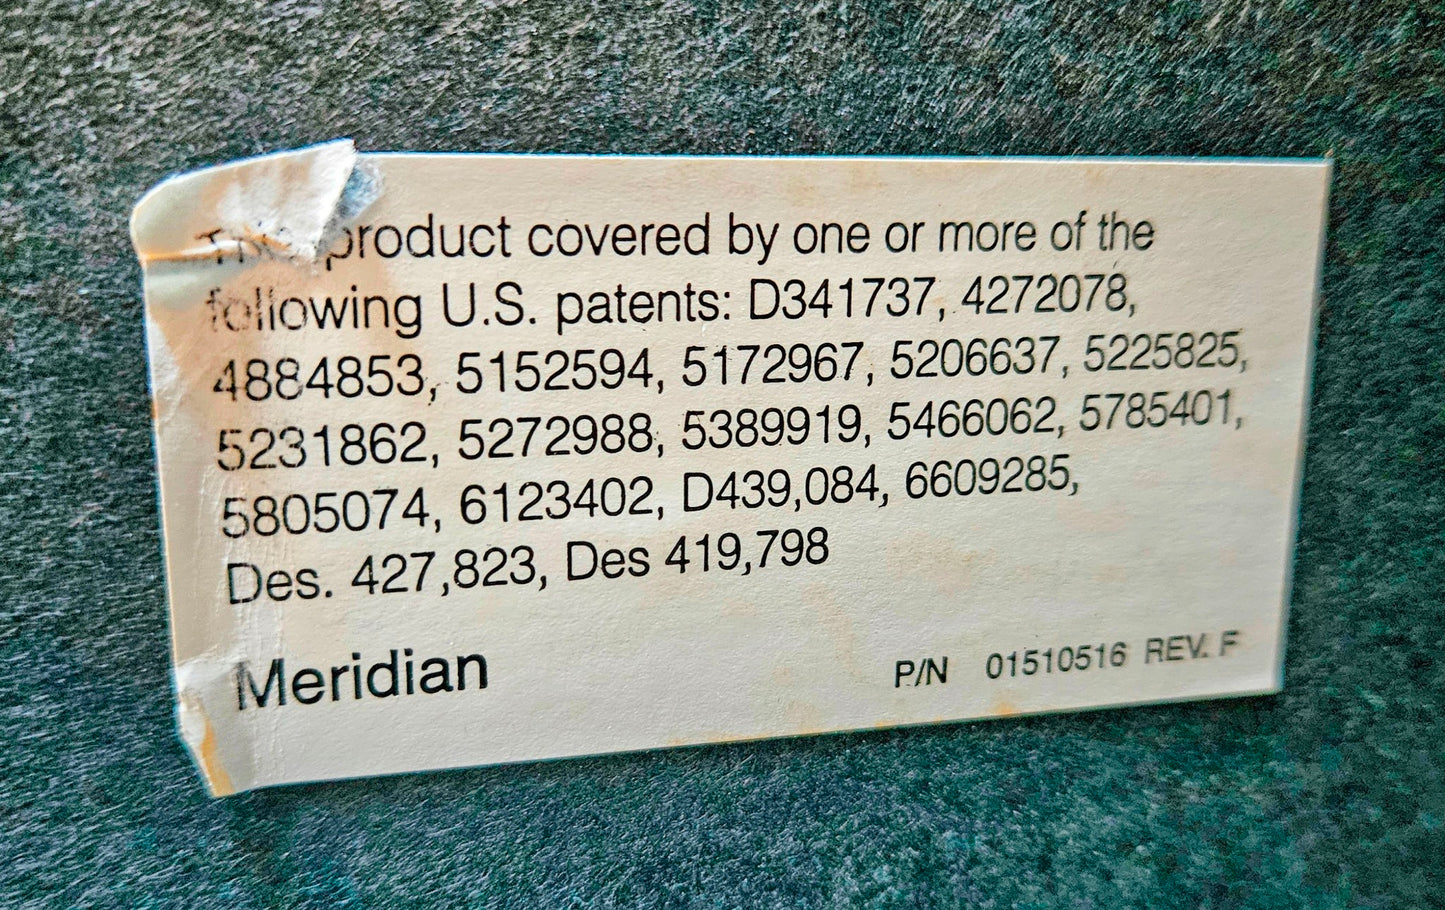 This product covered by one or more of the
following U.S. patents: D341737, 4272078,
4884853, 5152594, 5172967, 5206637, 5225825,
5231862, 5272988, 5389919, 5466062, 5785401,
5805074, 6123402, D439,084, 6609285,
Des. 427,823, Des 419,798
Meridian
P/N 01510516 REV. F